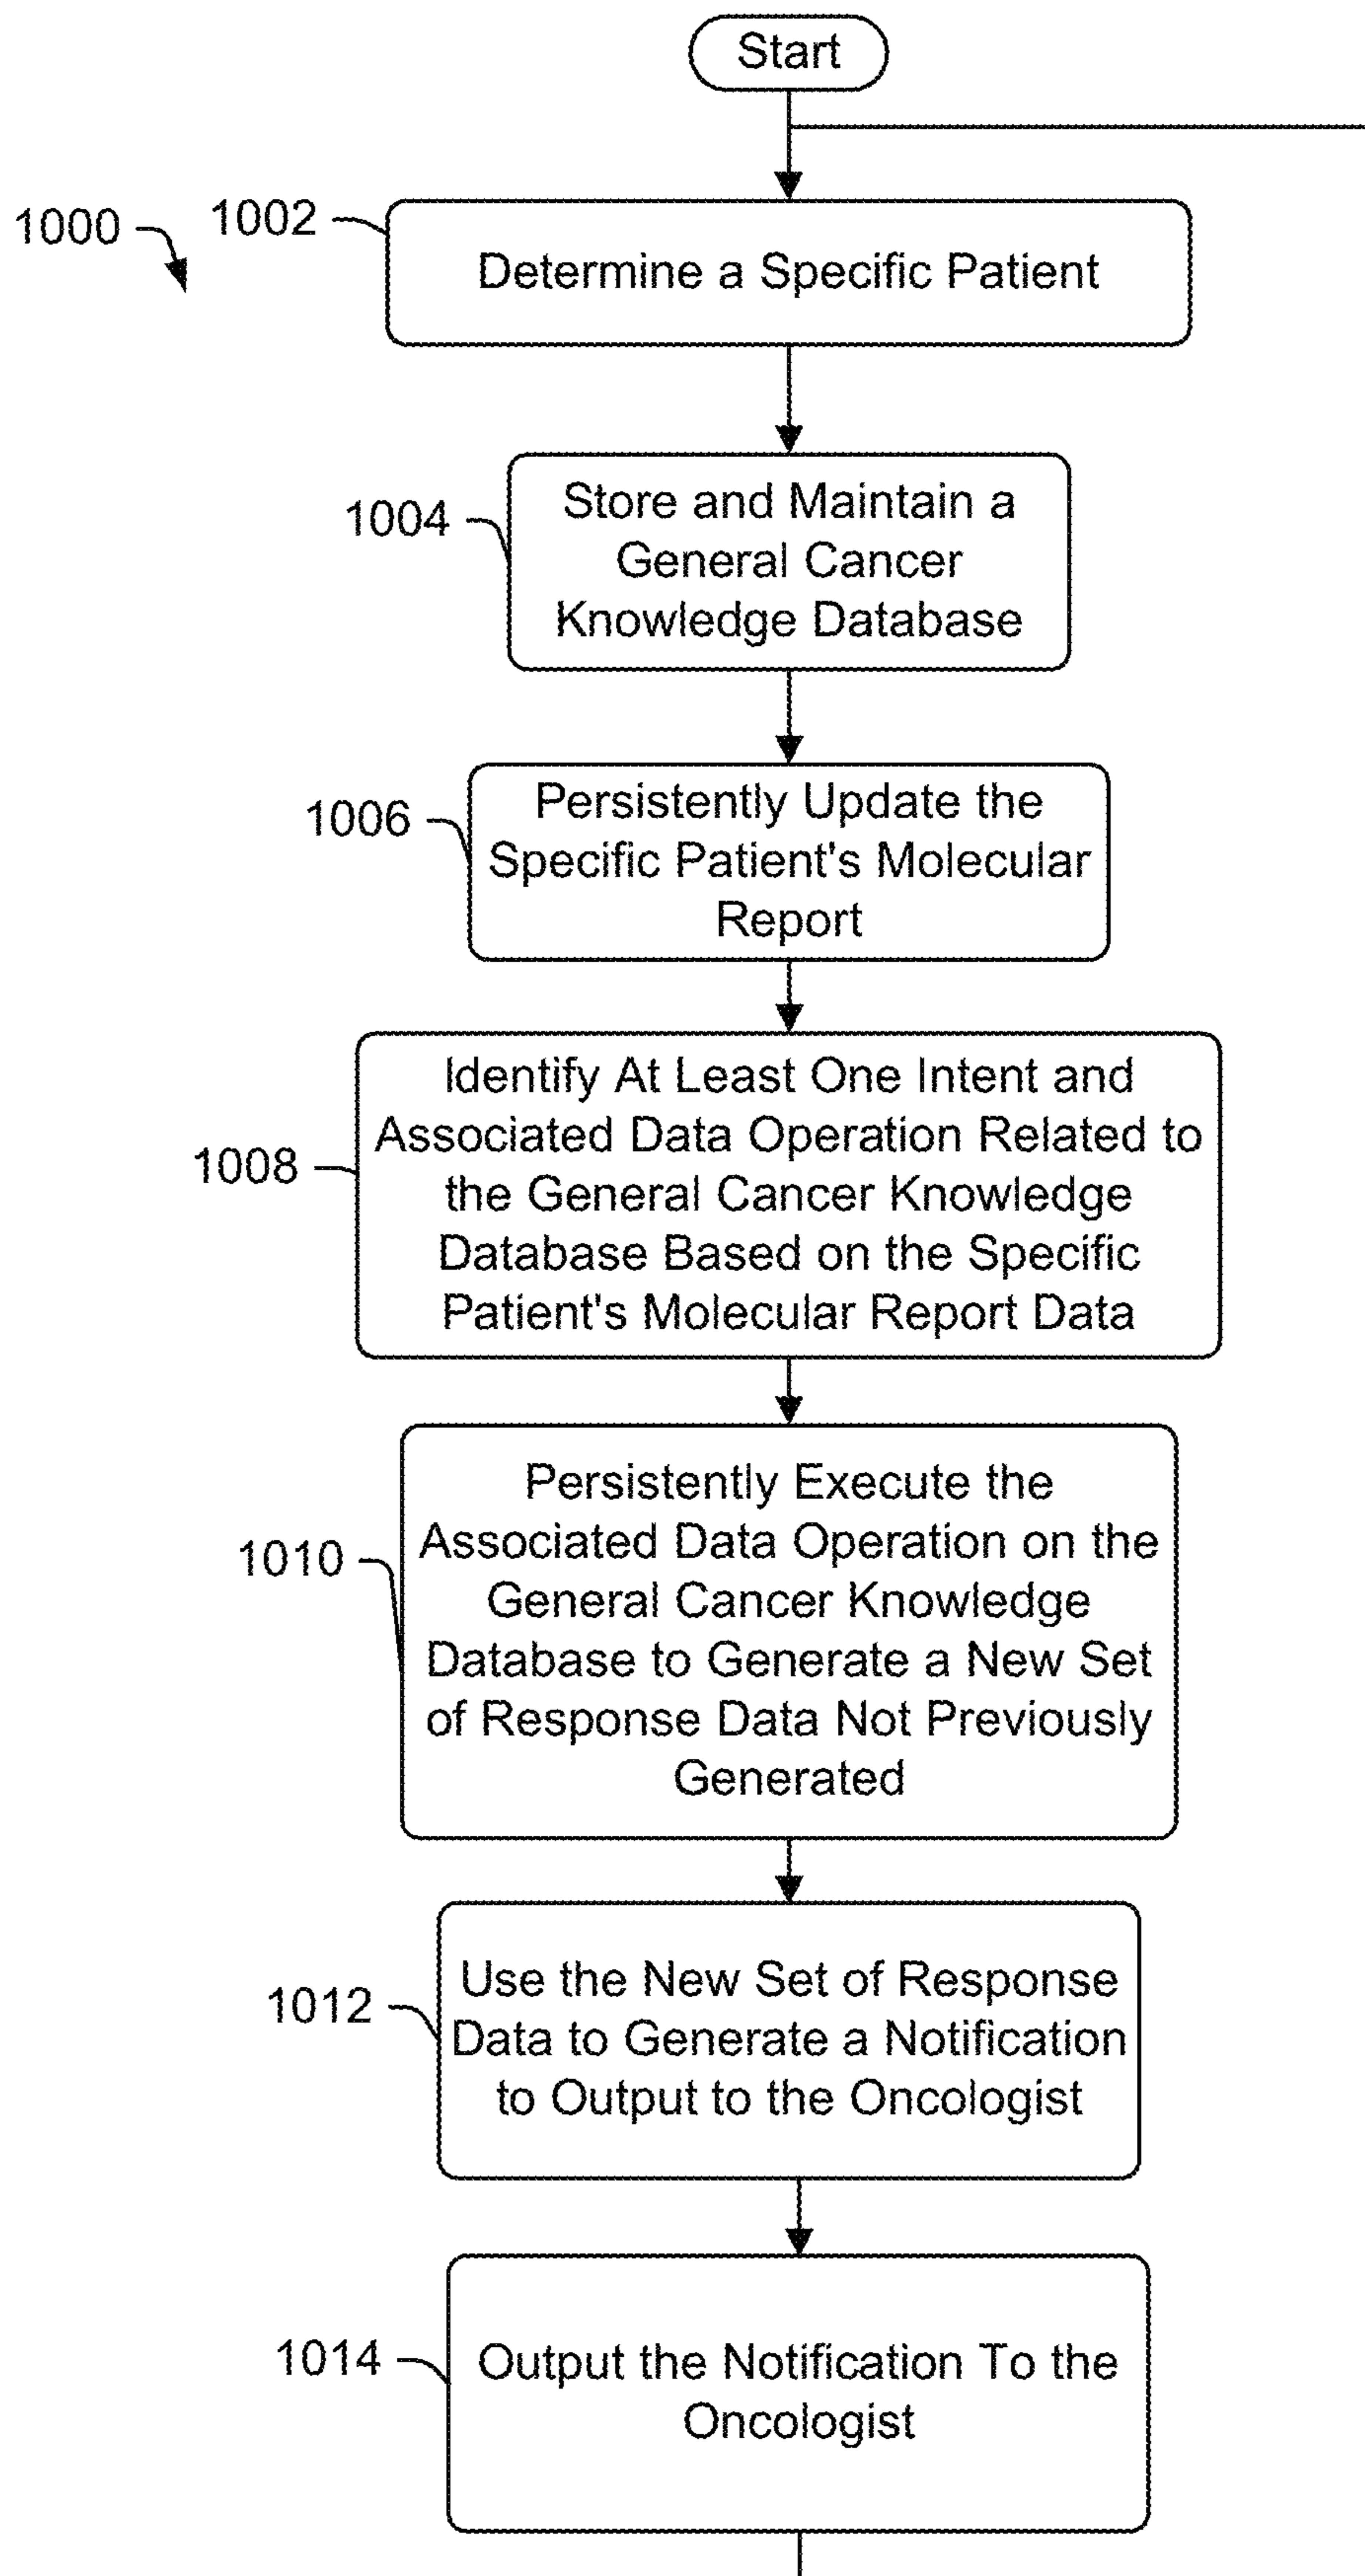 Start
1000
1002
Determine a Specific Patient
1004
Store and Maintain a
General Cancer
Knowledge Database
1006
Persistently Update the
Specific Patient's Molecular
Report
1008
Identify At Least One Intent and
Associated Data Operation Related to
the General Cancer Knowledge
Database Based on the Specific
Patient's Molecular Report Data
1010
Persistently Execute the
Associated Data Operation on the
General Cancer Knowledge
Database to Generate a New Set
of Response Data Not Previously
Generated
1012
Use the New Set of Response
Data to Generate a Notification
to Output to the Oncologist
1014
Output the Notification To the
Oncologist